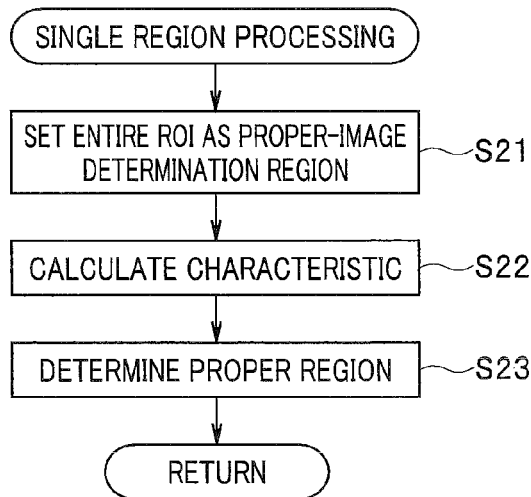 SINGLE REGION PROCESSING
SET ENTIRE ROI AS PROPER-IMAGE
DETERMINATION REGION
S21
CALCULATE CHARACTERISTIC
S22
DETERMINE PROPER REGION
S23
RETURN